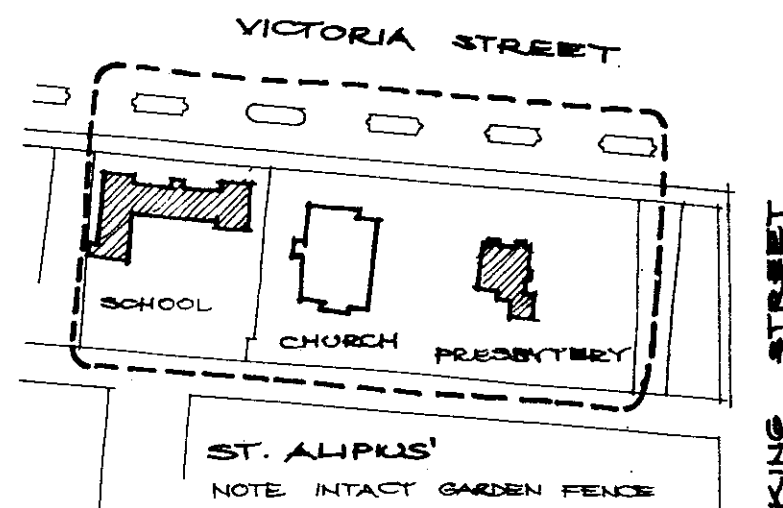 VICTORIA STREET
SCHOOL
CHURCH
PRESBYTERY
KING STREET
ST. ALIPIUS'
NOTE INTACT GARDEN FENCE